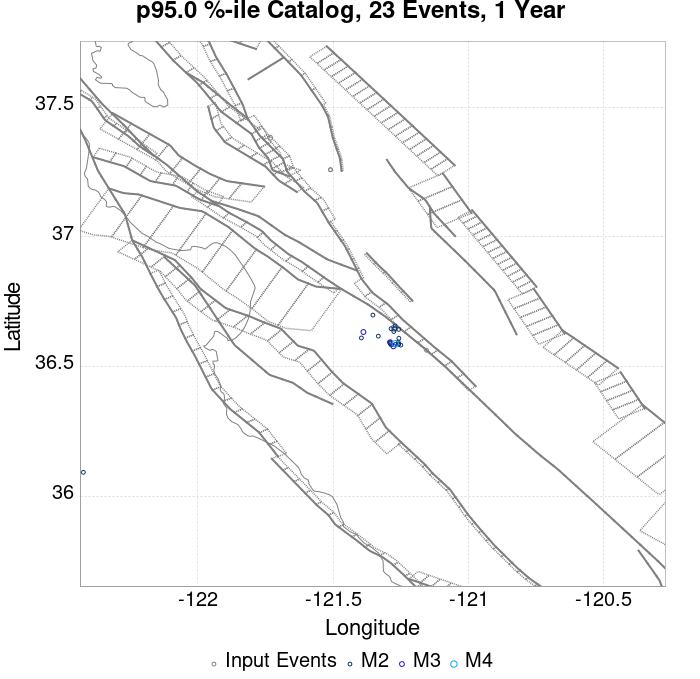 p95.0 %-ile Catalog, 23 Events, 1 Year
37.5
37
36.5
36
Latitude
-122
-121.5
-121
-120.5
Longitude
Input Events M2 M3 M4